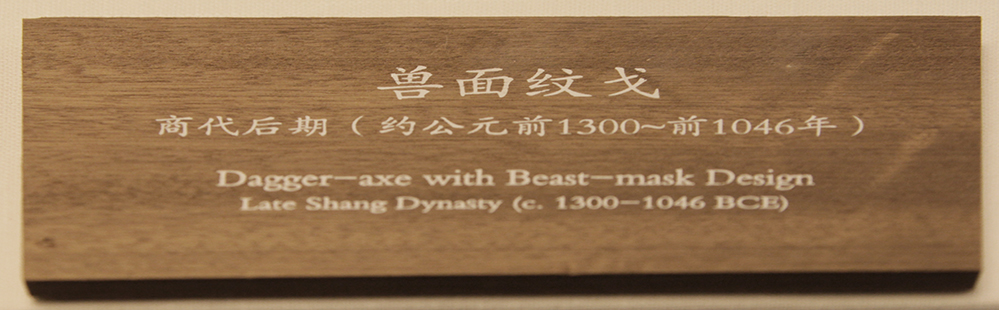 兽面纹戈
商代后期（约公元前1300~前1046年）
Dagger-axe with Beast-mask Design
Late Shang Dynasty (c. 1300-1046 BCE)